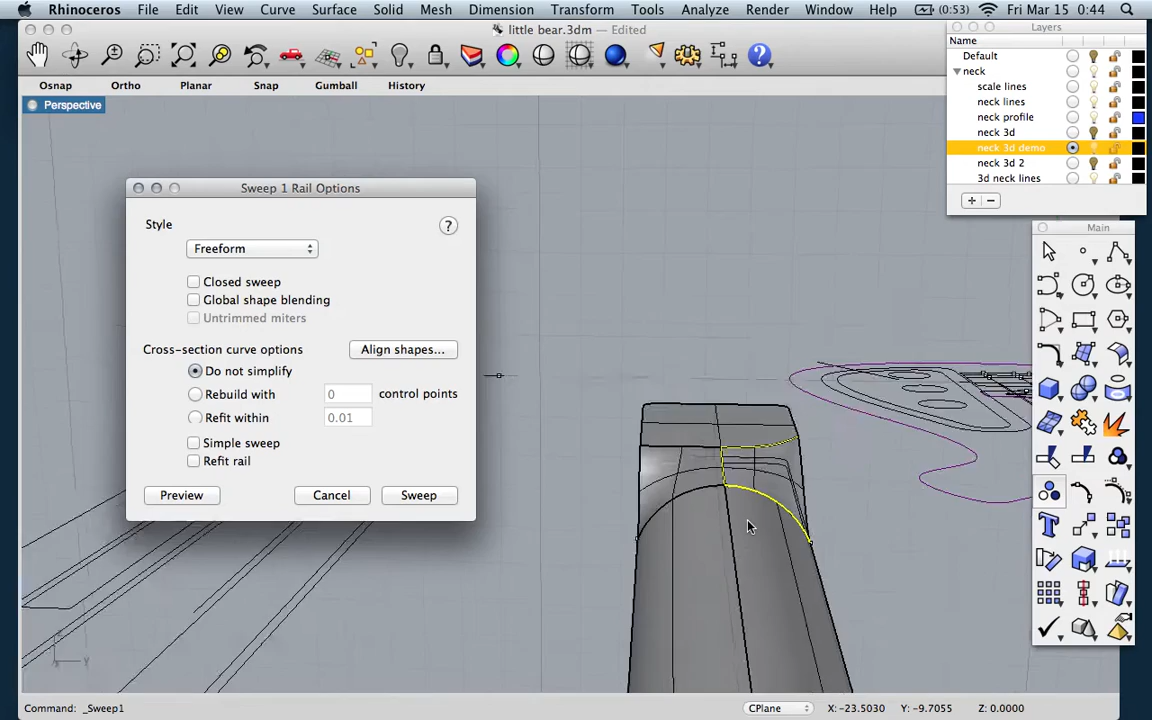 Rhinoceros File Edit View Curve Surface Solid Mesh Dimension Transform Tools Analyze Render Window Help (0:53) Fri Mar 15 0:44
little bear.3dm — Edited
Layers
Name
Default
neck
scale lines
neck lines
neck profile
neck 3d
neck 3d demo
neck 3d 2
3d neck lines
Osnap Ortho Planar Snap Gumball History
Perspective
Sweep 1 Rail Options
Style
?
Freeform
Closed sweep
Global shape blending
Untrimmed miters
Cross-section curve options Align shapes...
Do not simplify
Rebuild with 0 control points
Refit within 0.01
Simple sweep
Refit rail
Preview Cancel Sweep
Main
Command: _Sweep1 CPlane X: -23.5030 Y: -9.7055 Z: 0.0000